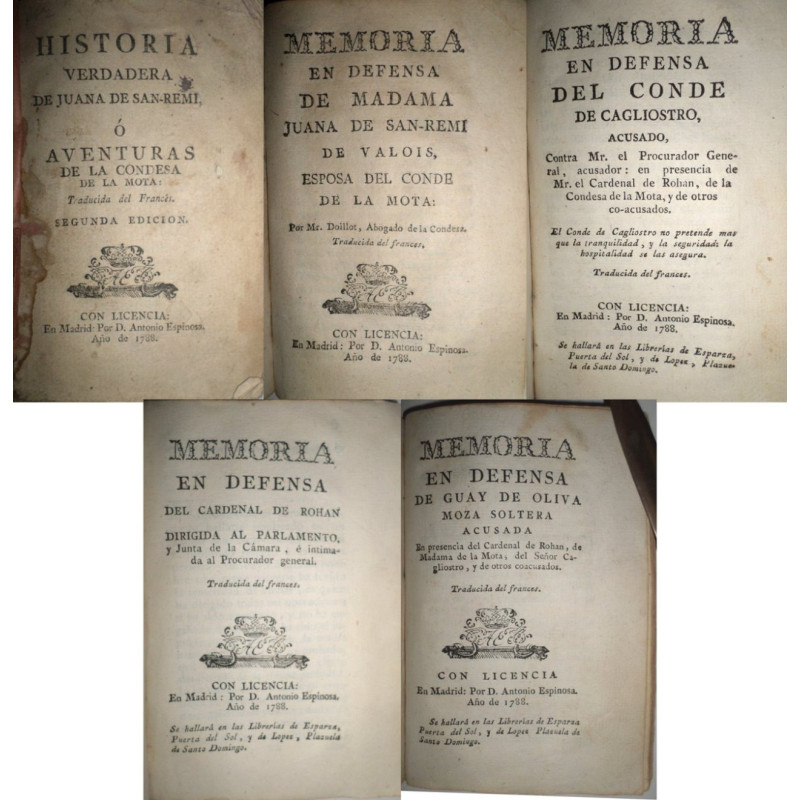 HISTORIA
VERDADERA
DE JUANA DE SAN-REMI,
Ó
AVENTURAS
DE LA CONDESA
DE LA MOTA:
Traducida del Francés.
SEGUNDA EDICION.
CON LICENCIA:
En Madrid: Por D. Antonio Espinosa.
Año de 1788.
MEMORIA
EN DEFENSA
DE MADAMA
JUANA DE SAN-REMI
DE VALOIS,
ESPOSA DEL CONDE
DE LA MOTA:
Por Mr. Doillot, Abogado de la Condesa.
Traducida del frances.
CON LICENCIA:
En Madrid: Por D. Antonio Espinosa.
Año de 1788.
MEMORIA
EN DEFENSA
DEL CONDE
DE CAGLIOSTRO,
ACUSADO,
Contra Mr. el Procurador Gene-
ral, acusador: en presencia de
Mr. el Cardenal de Rohan, de la
Condesa de la Mota, y de otros
co-acusados.
El Conde de Cagliostro no pretende mas
que la tranquilidad, y la seguridad: la
hospitalidad se las asegura.
Traducida del frances.
CON LICENCIA:
En Madrid: Por D. Antonio Espinosa.
Año de 1788.
Se hallará en las Librerias de Esparza,
Puerta del Sol, y de Lopez, Plazue-
la de Santo Domingo.
MEMORIA
EN DEFENSA
DEL CARDENAL DE ROHAN
DIRIGIDA AL PARLAMENTO,
y Junta de la Cámara, é intima-
da al Procurador general.
Traducida del frances.
CON LICENCIA:
En Madrid: Por D. Antonio Espinosa.
Año de 1788.
Se hallará en las Librerias de Esparza,
Puerta del Sol, y de Lopez, Plazuela
de Santo Domingo.
MEMORIA
EN DEFENSA
DE GUAY DE OLIVA
MOZA SOLTERA
ACUSADA
En presencia del Cardenal de Rohan, de
Madama de la Mota; del Señor Ca-
gliostro, y de otros coacusados.
Traducida del frances.
CON LICENCIA
En Madrid: Por D. Antonio Espinosa.
Año de 1788.
Se hallará en las Librerias de Esparza
Puerta del Sol, y de Lopez Plazuela de
Santo Domingo.